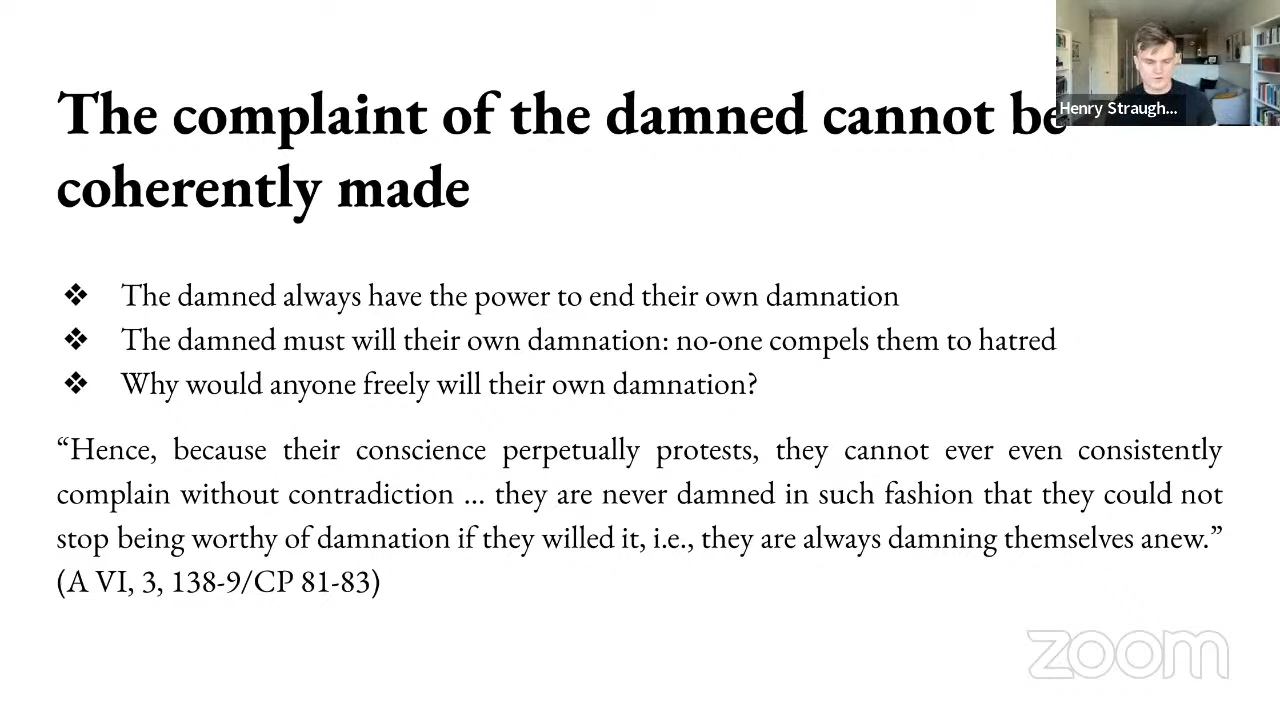 The complaint of the damned cannot be
Henry Straugh...
coherently made
❖ The damned always have the power to end their own damnation
❖ The damned must will their own damnation: no-one compels them to hatred
❖ Why would anyone freely will their own damnation?
“Hence, because their conscience perpetually protests, they cannot ever even consistently
complain without contradiction ... they are never damned in such fashion that they could not
stop being worthy of damnation if they willed it, i.e., they are always damning themselves anew.”
(A VI, 3, 138-9/CP 81-83)
zoom